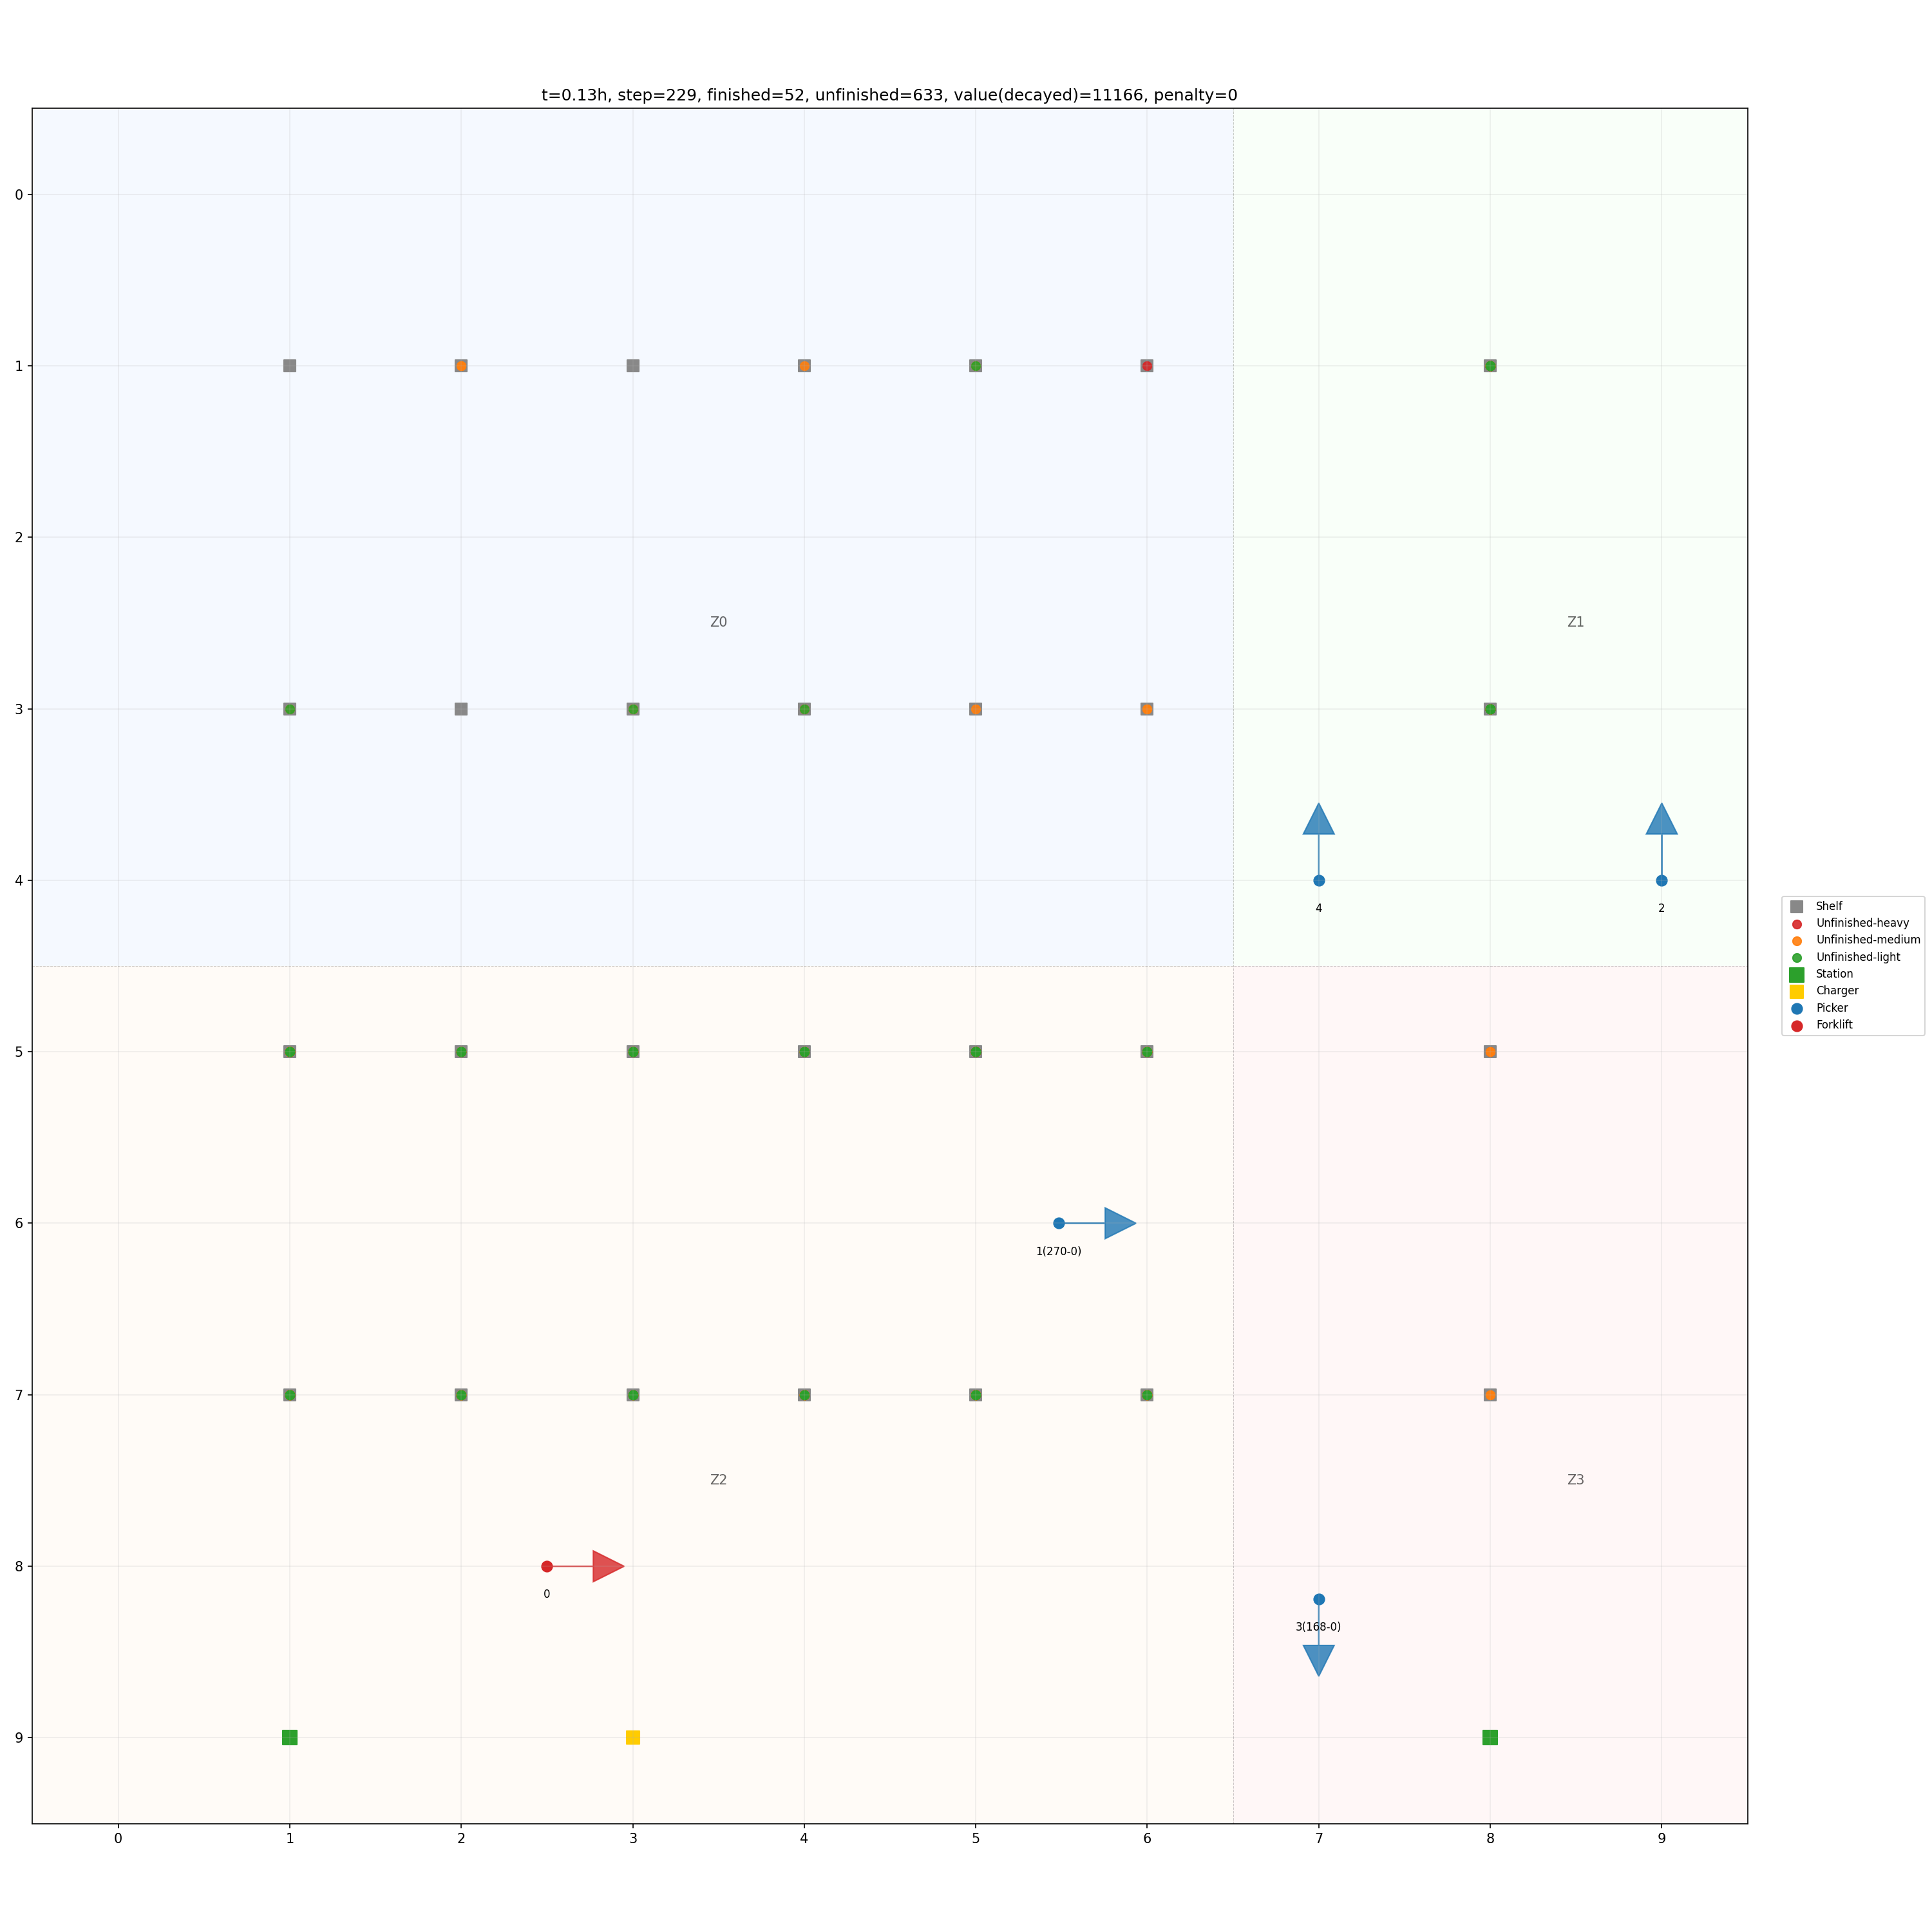 t=0.13h, step=229, finished=52, unfinished=633, value(decayed)=11166, penalty=0
0
1
2
Z0
Z1
3
4
4
2
Shelf
Unfinished-heavy
Unfinished-medium
Unfinished-light
Station
Charger
Picker
Forklift
5
6
1(270-0)
7
Z2
Z3
8
0
3(168-0)
9
0 1 2 3 4 5 6 7 8 9